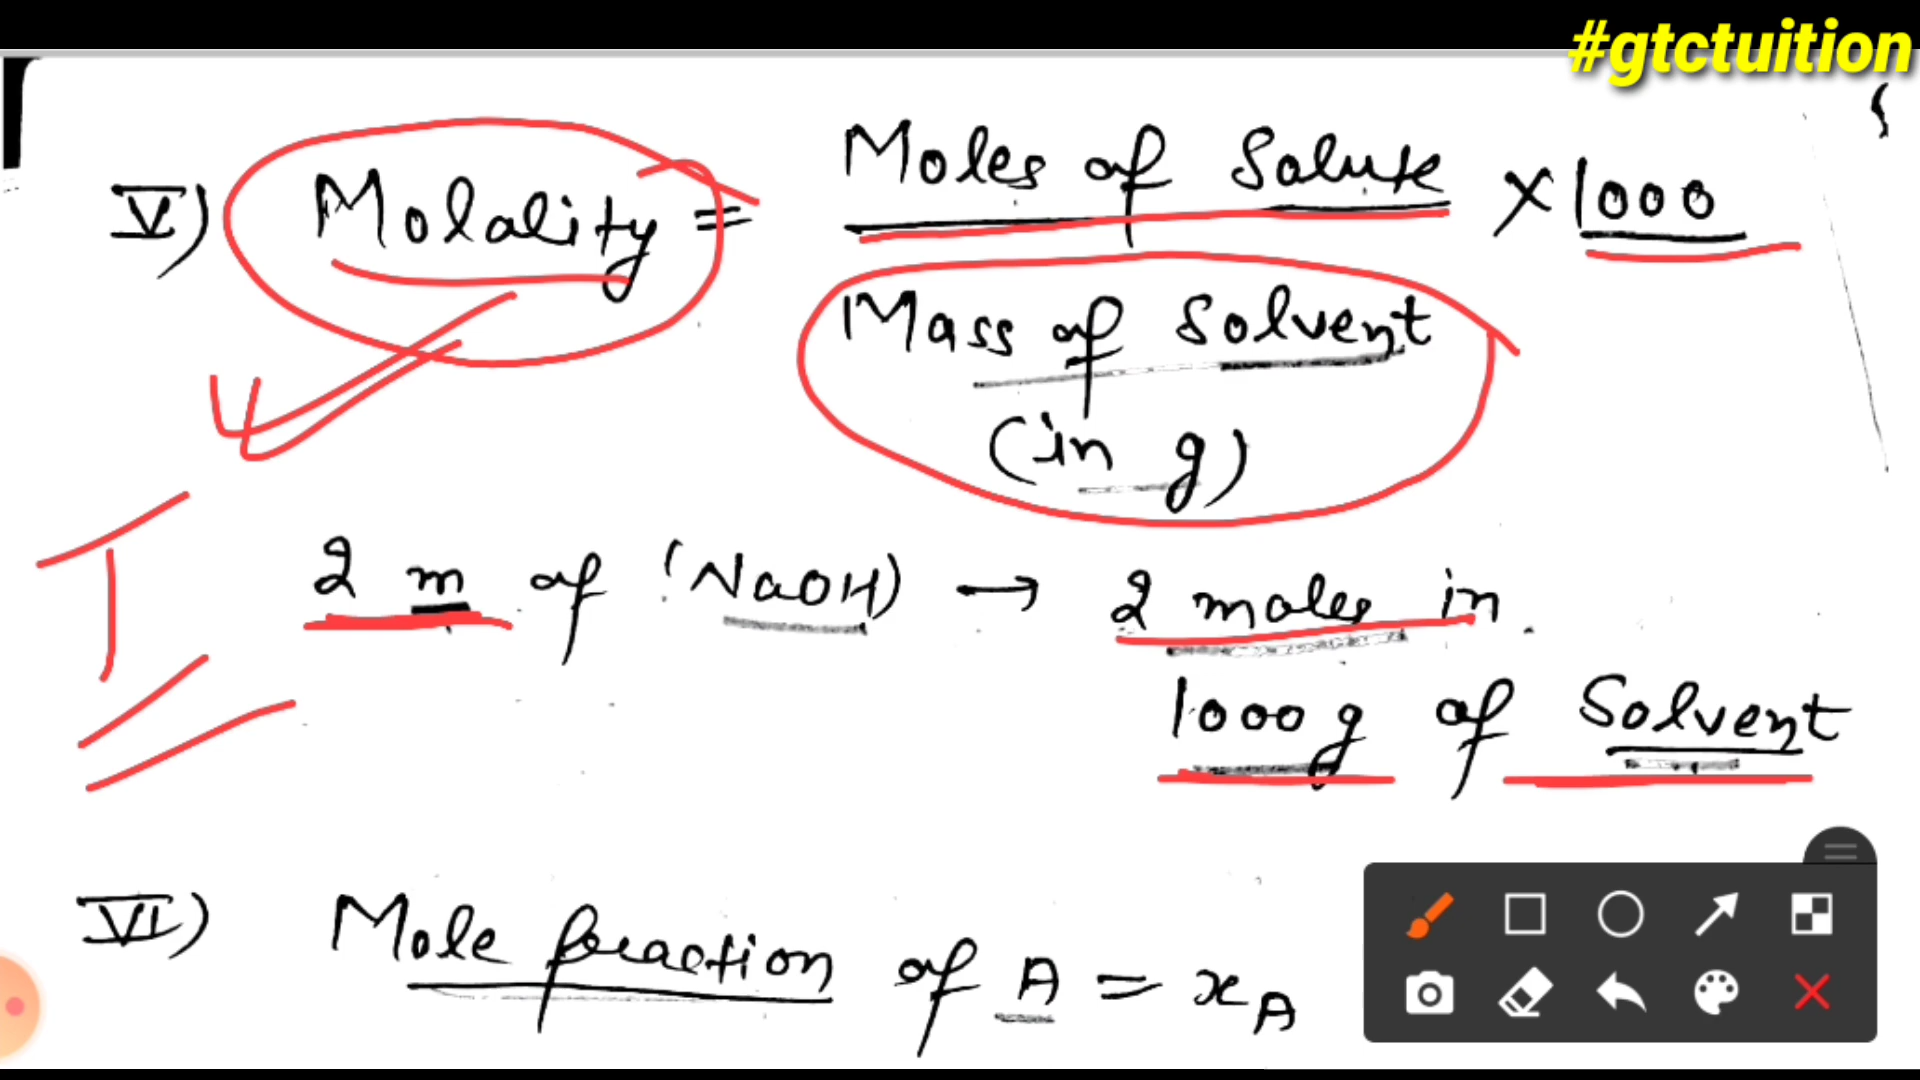 #gtctuition
V) Molality = Moles of Solute × 1000
Mass of Solvent
(in g)
2 m of (NaOH) → 2 moles in
1000 g of Solvent
VI) Mole fraction of A = xA